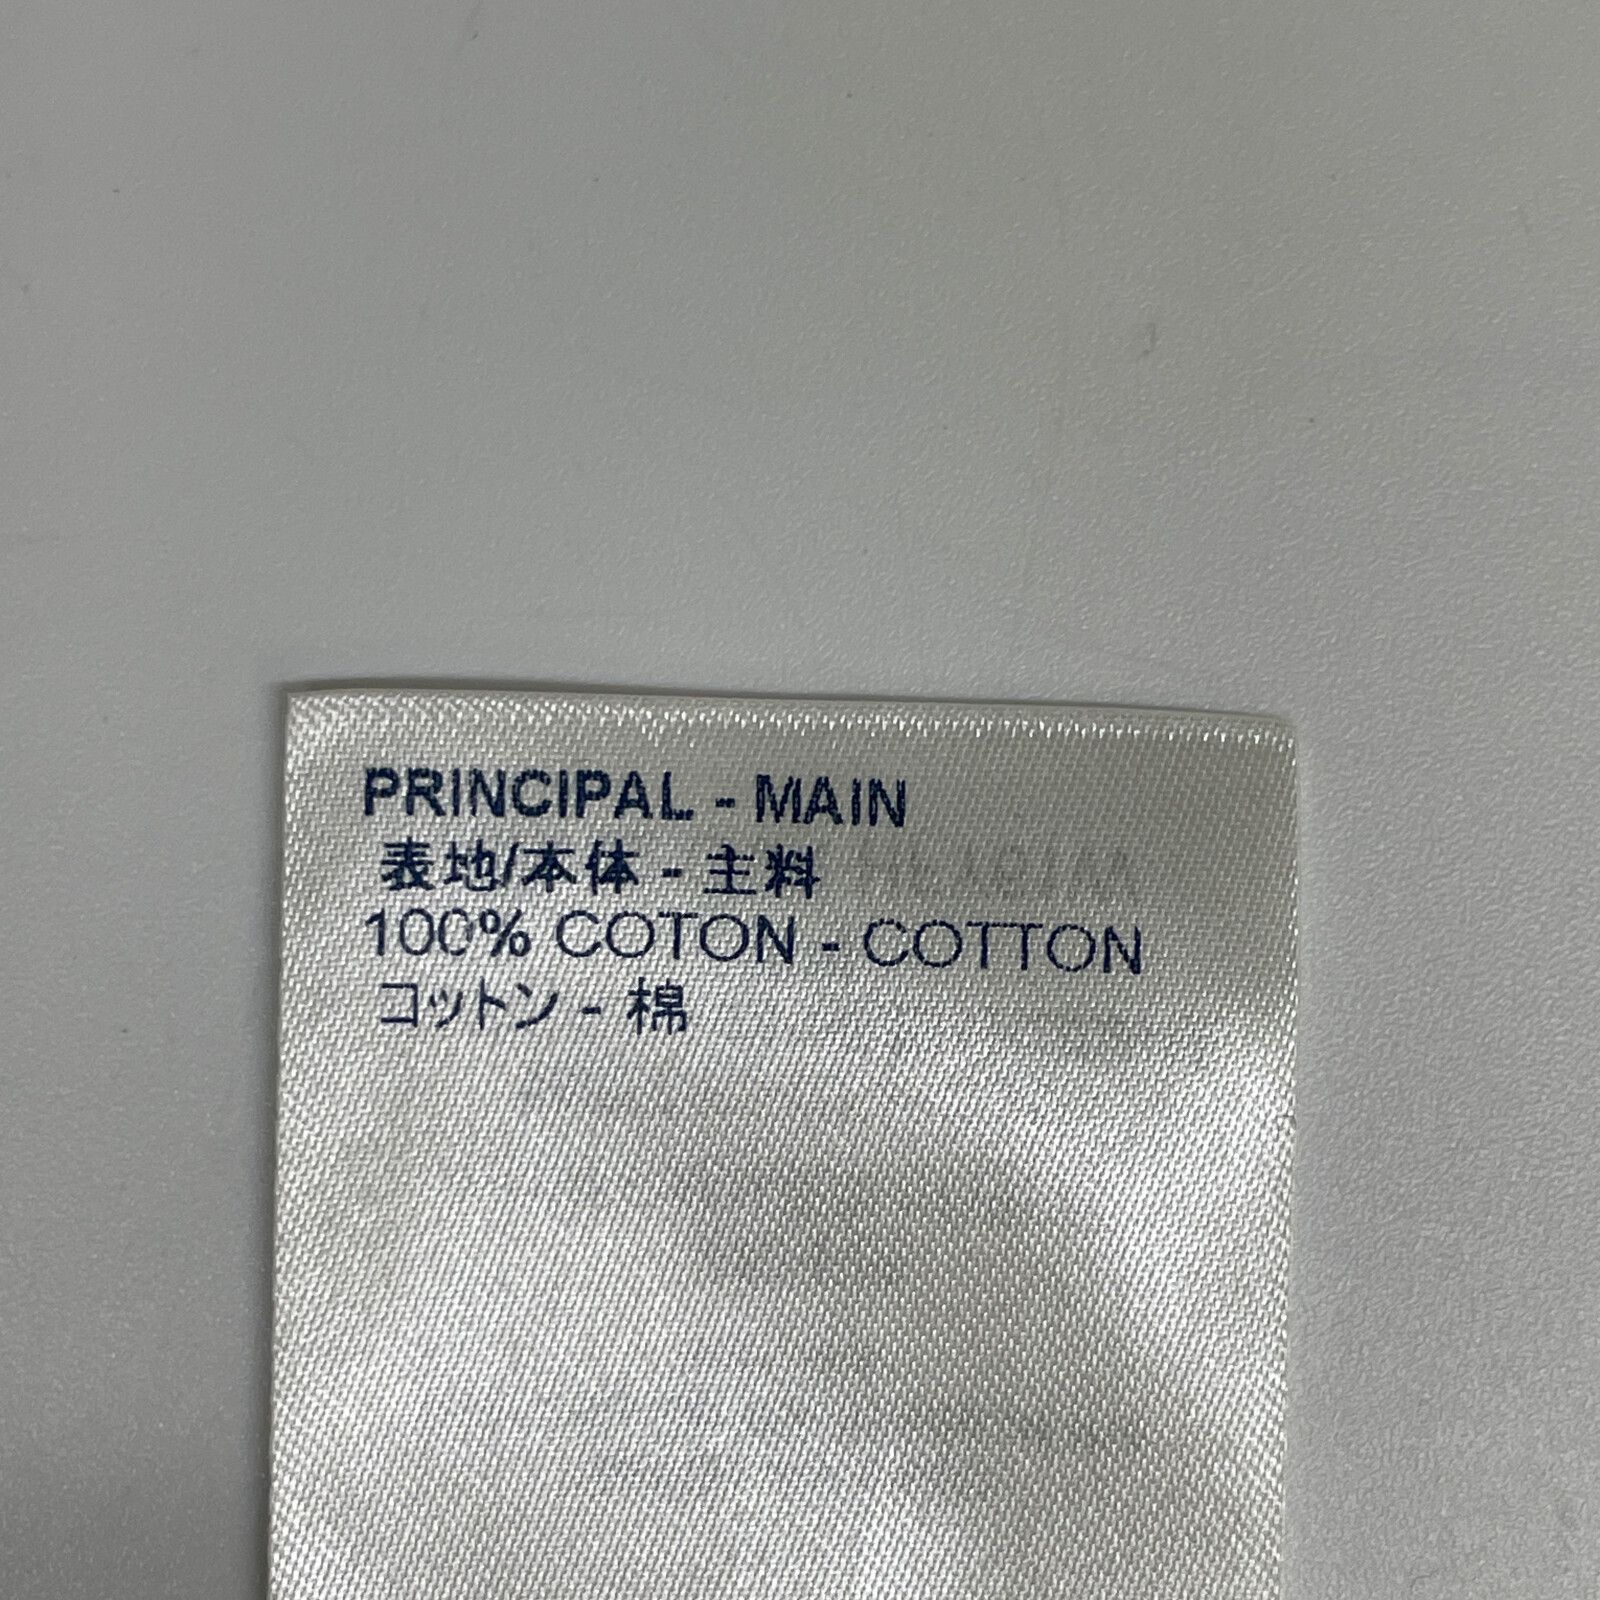 PRINCIPAL - MAIN
表地/本体 - 主料
100% COTON - COTTON
コットン - 棉